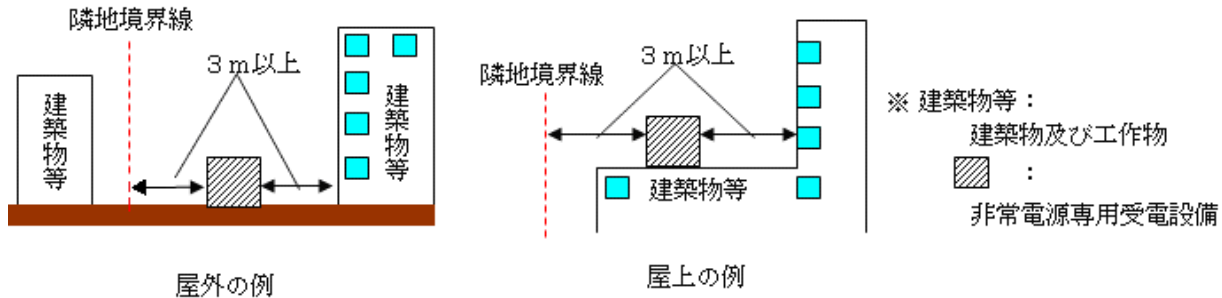 隣地境界線
3m以上
建築物等
建築物等
屋外の例
隣地境界線
3m以上
建築物等
屋上の例
※ 建築物等：
建築物及び工作物
：
非常電源専用受電設備